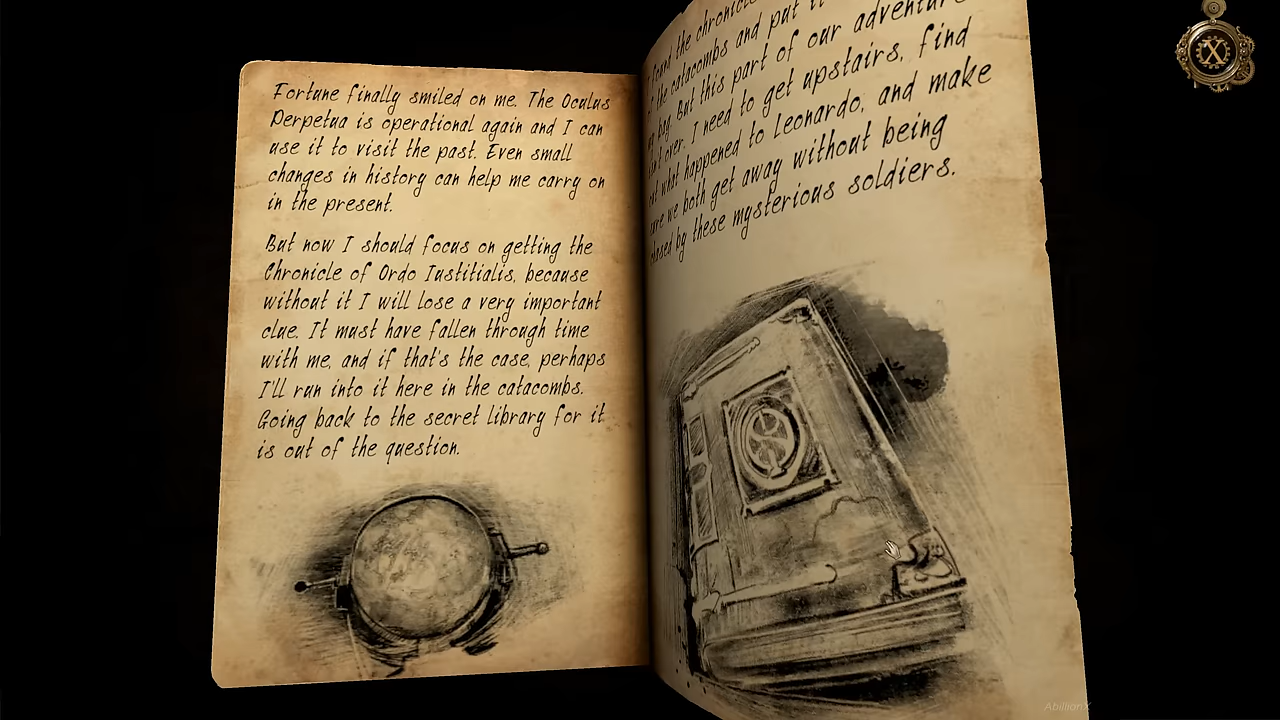 Fortune finally smiled on me. The Oculus
Perpetua is operational again and I can
use it to visit the past. Even small
changes in history can help me carry on
in the present.
But now I should focus on getting the
Chronicle of Ordo Iustitialis, because
without it I will lose a very important
clue. It must have fallen through time
with me, and if that's the case, perhaps
I'll run into it here in the catacombs.
Going back to the secret library for it
is out of the question.
the chronicle
the catacombs and put it
bag. But this part of our adventure
over. I need to get upstairs, find
what happened to Leonardo, and make
we both get away without being
by these mysterious soldiers.
X
AbillionX